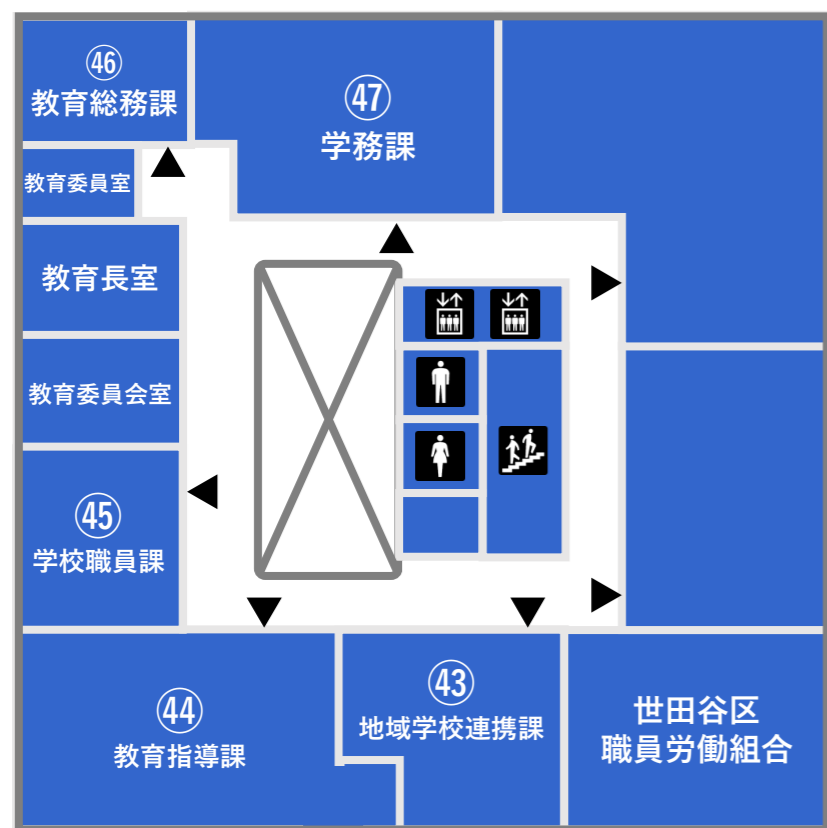 ㊻
教育総務課
㊼
学務課
教育委員室
教育長室
教育委員会室
㊺
学校職員課
㊹
教育指導課
㊸
地域学校連携課
世田谷区
職員労働組合